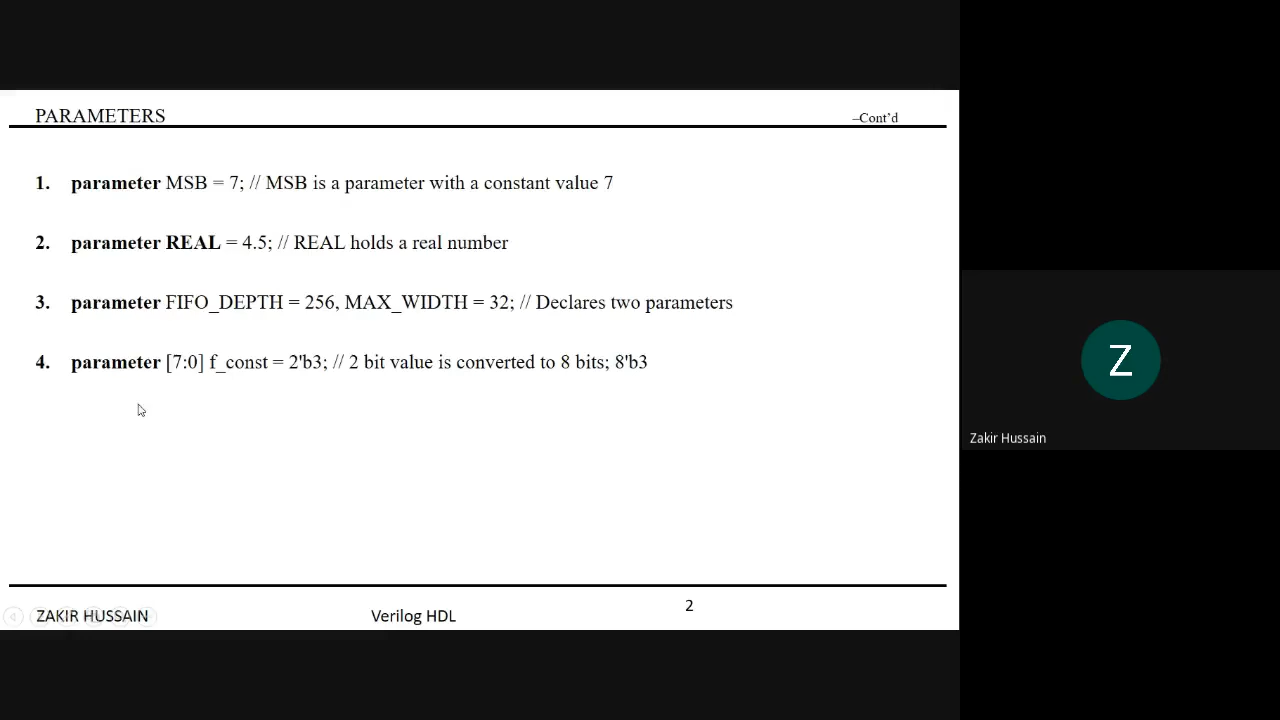 PARAMETERS
–Cont'd
1. parameter MSB = 7; // MSB is a parameter with a constant value 7
2. parameter REAL = 4.5; // REAL holds a real number
3. parameter FIFO_DEPTH = 256, MAX_WIDTH = 32; // Declares two parameters
4. parameter [7:0] f_const = 2'b3; // 2 bit value is converted to 8 bits; 8'b3
Z
Zakir Hussain
2
ZAKIR HUSSAIN
Verilog HDL